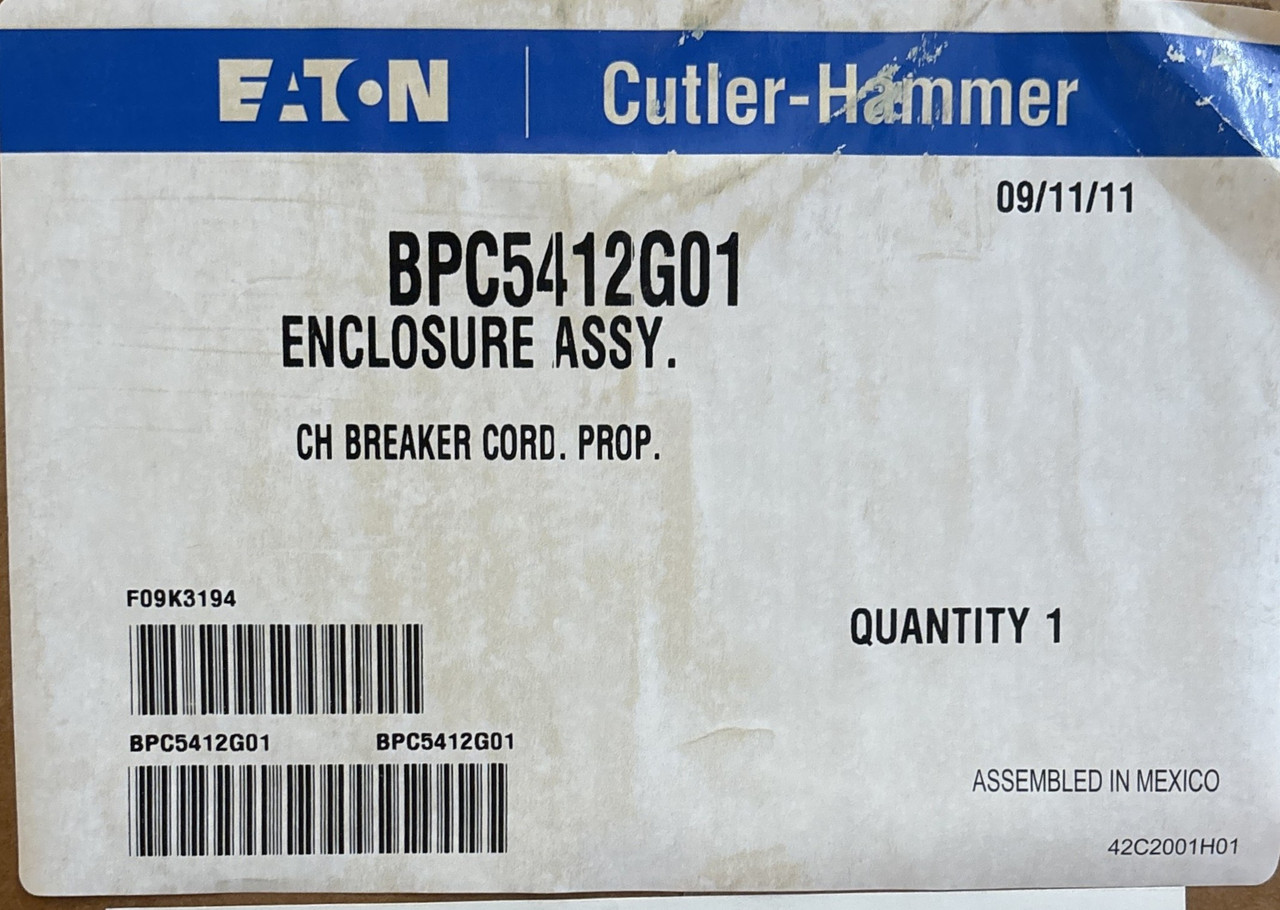 EATON Cutler-Hammer
09/11/11
BPC5412G01
ENCLOSURE ASSY.
CH BREAKER CORD. PROP.
F09K3194
QUANTITY 1
BPC5412G01 BPC5412G01
ASSEMBLED IN MEXICO
42C2001H01